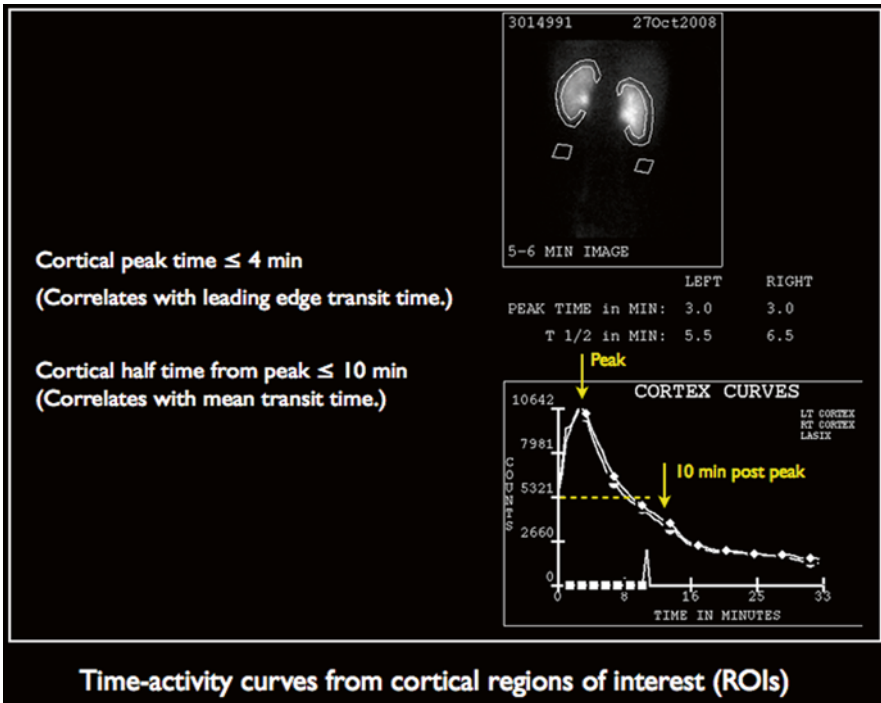 3014991 27Oct2008
5-6 MIN IMAGE
Cortical peak time ≤ 4 min
(Correlates with leading edge transit time.)
Cortical half time from peak ≤ 10 min
(Correlates with mean transit time.)
LEFT RIGHT
PEAK TIME in MIN: 3.0 3.0
T 1/2 in MIN: 5.5 6.5
Peak
CORTEX CURVES
LT CORTEX
RT CORTEX
LASIX
10 min post peak
10642
7981
5321
2660
0
COUNTS
0 8 16 25 33
TIME IN MINUTES
Time-activity curves from cortical regions of interest (ROIs)